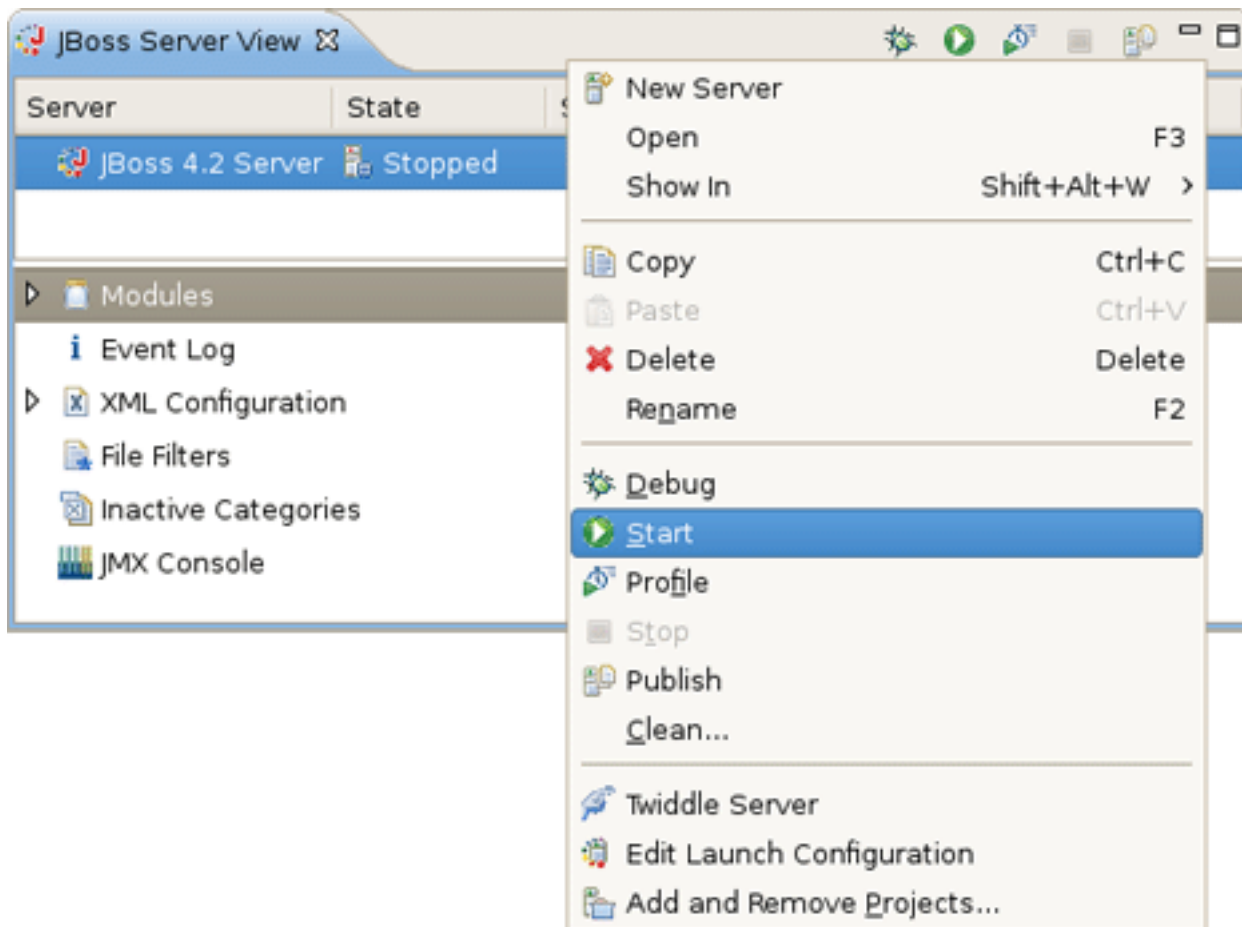 JBoss Server View
Server State S
JBoss 4.2 Server Stopped
Modules
Event Log
XML Configuration
File Filters
Inactive Categories
JMX Console
New Server
Open F3
Show In Shift+Alt+W >
Copy Ctrl+C
Paste Ctrl+V
Delete Delete
Rename F2
Debug
Start
Profile
Stop
Publish
Clean...
Twiddle Server
Edit Launch Configuration
Add and Remove Projects...